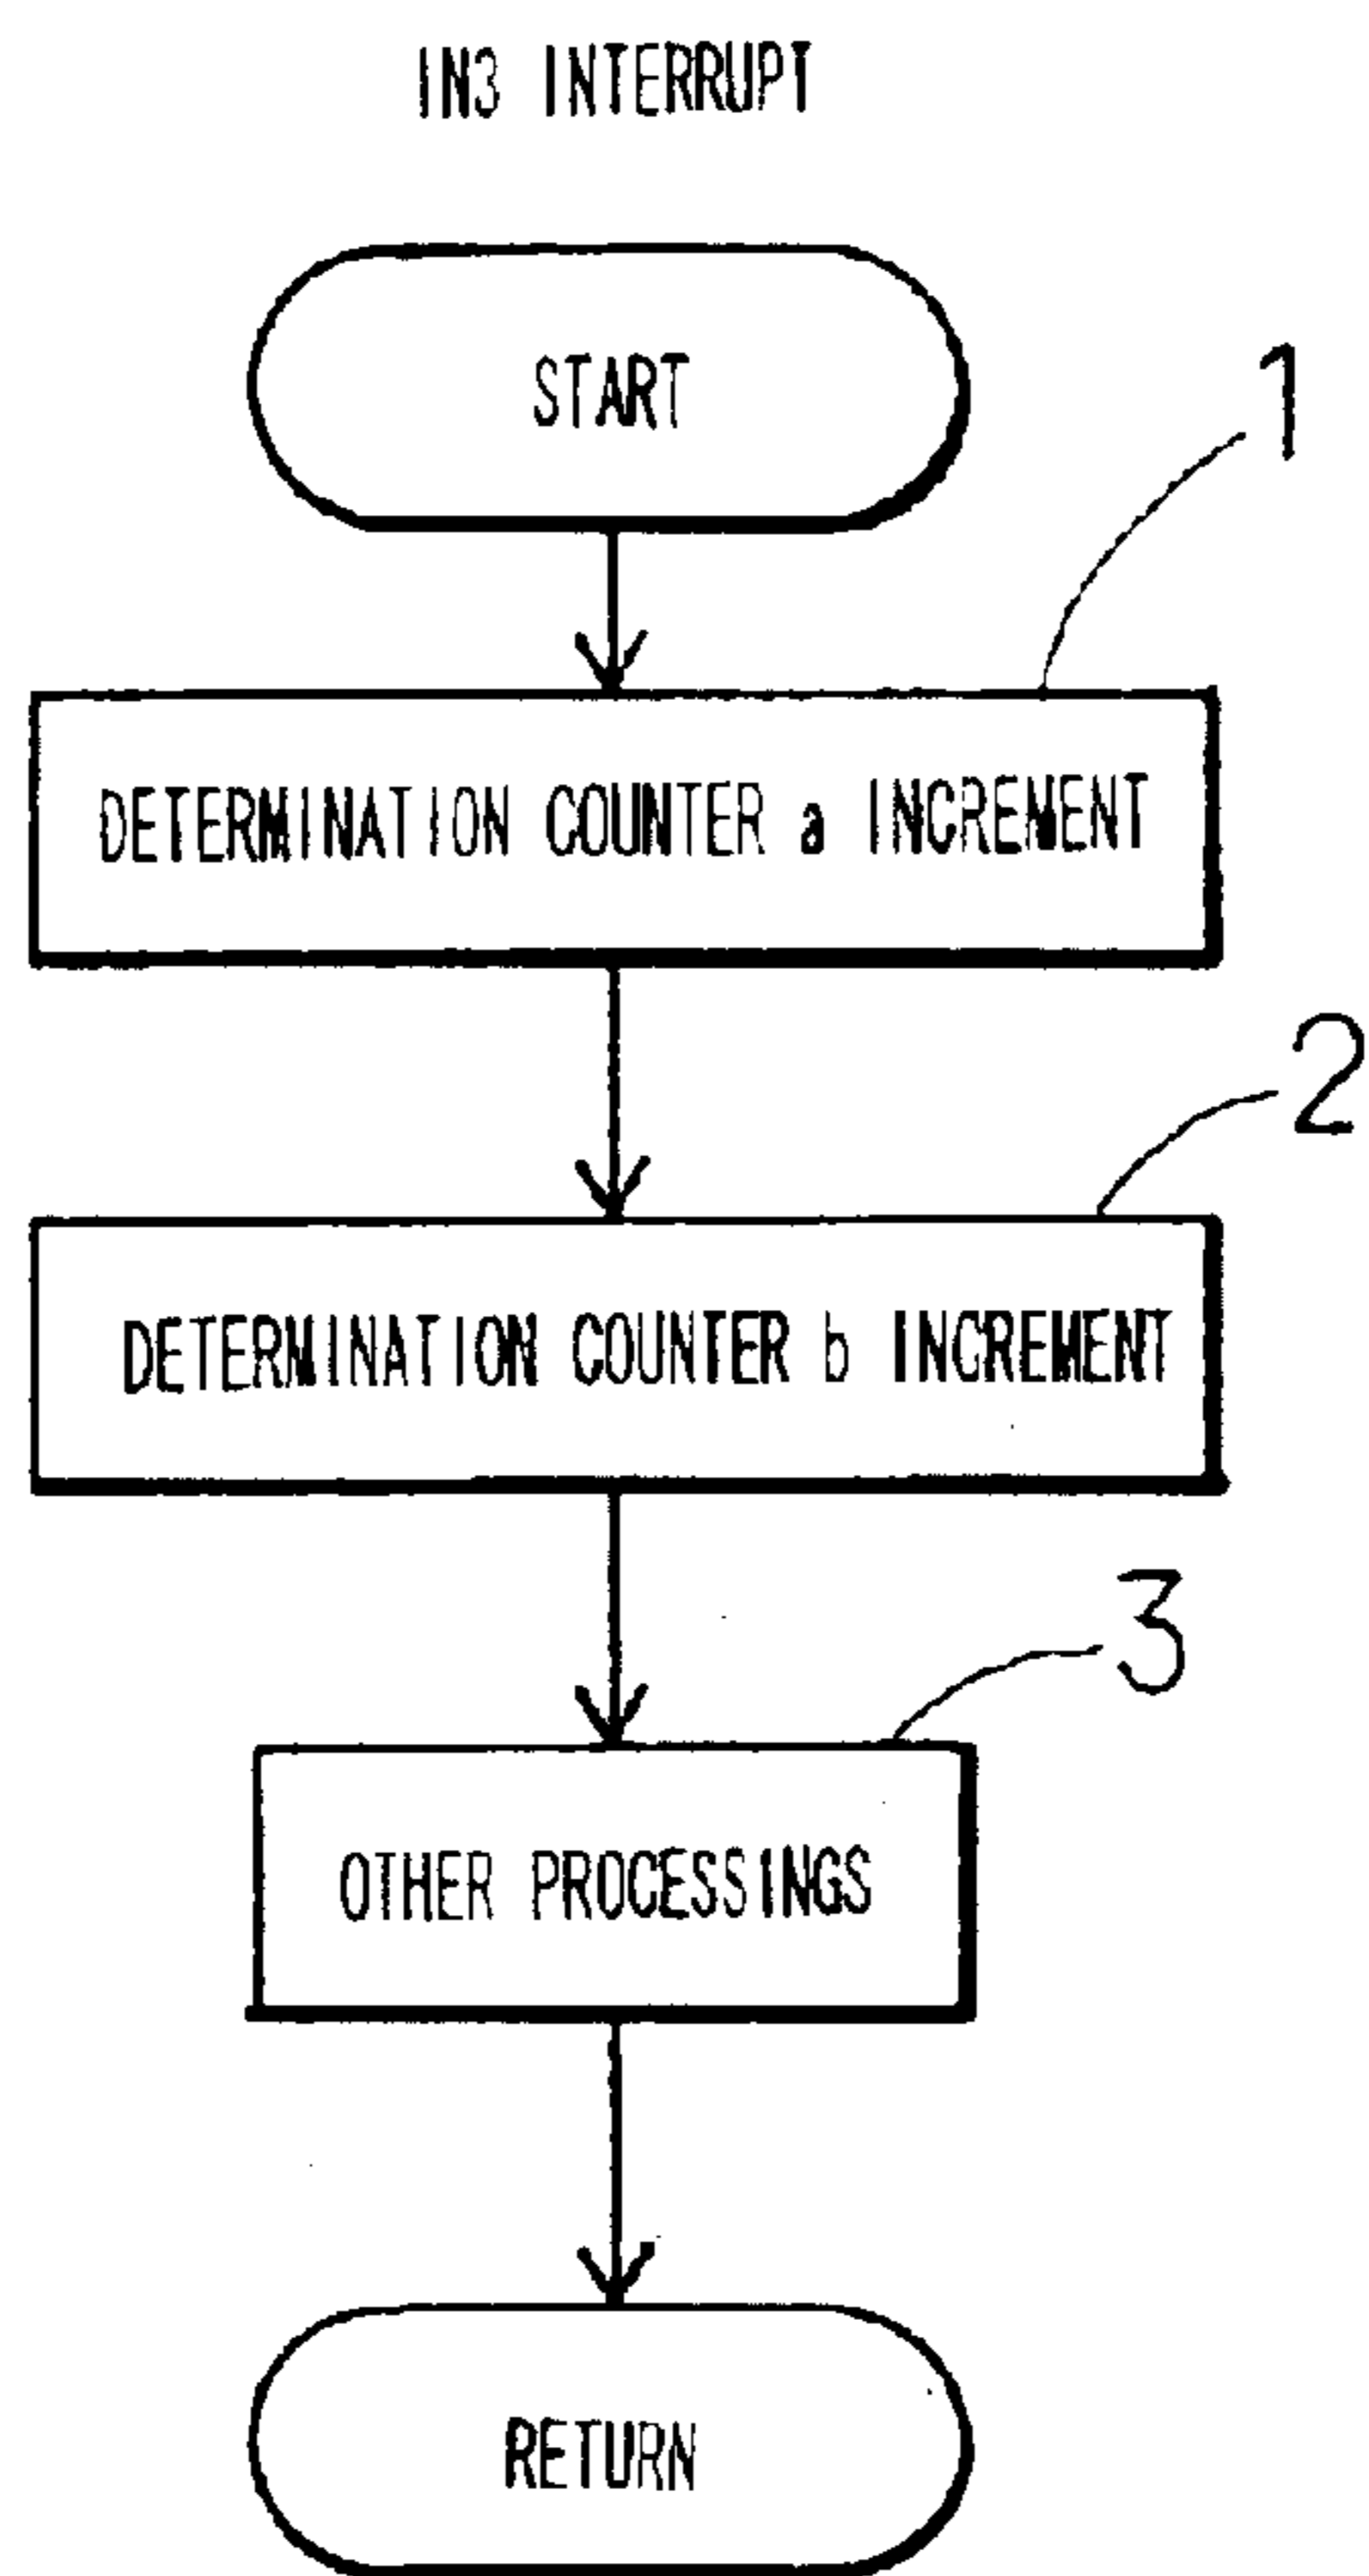 IN3 INTERRUPT
START
1
DETERMINATION COUNTER a INCREMENT
2
DETERMINATION COUNTER b INCREMENT
3
OTHER PROCESSINGS
RETURN